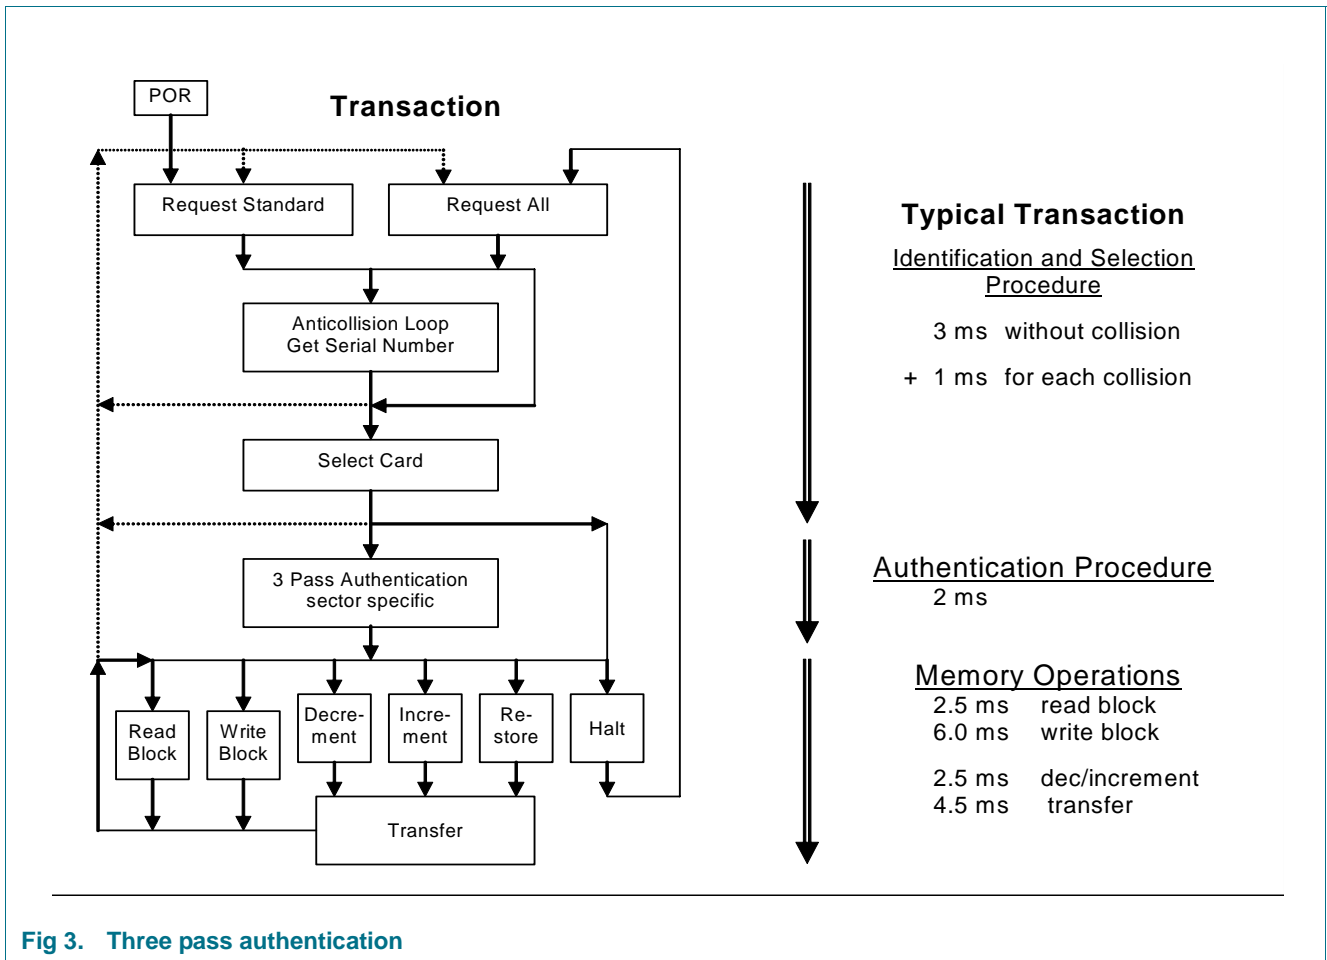 POR
Transaction
Request Standard
Request All
Anticollision Loop
Get Serial Number
Select Card
3 Pass Authentication
sector specific
Read
Block
Write
Block
Decre-
ment
Incre-
ment
Re-
store
Halt
Transfer
Typical Transaction
Identification and Selection
Procedure
3 ms without collision
+ 1 ms for each collision
Authentication Procedure
2 ms
Memory Operations
2.5 ms read block
6.0 ms write block
2.5 ms dec/increment
4.5 ms transfer
Fig 3. Three pass authentication